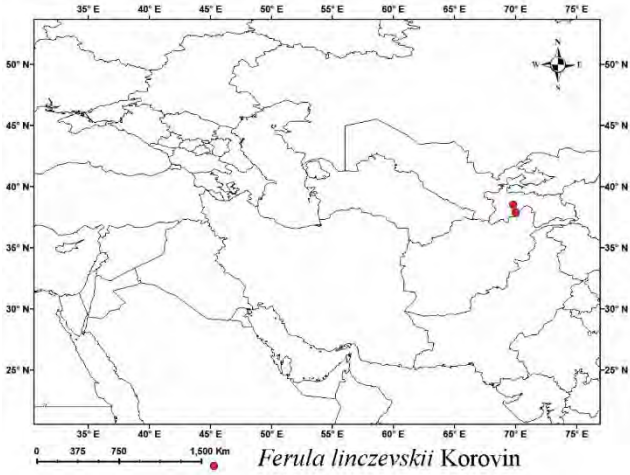 35° E 40° E 45° E 50° E 55° E 60° E 65° E 70° E 75° E
N
W E
S
50° N 50° N
45° N 45° N
40° N 40° N
35° N 35° N
30° N 30° N
25° N 25° N
35° E 40° E 45° E 50° E 55° E 60° E 65° E 70° E 75° E
0 375 750 1,500 Km
Ferula linczevskii Korovin